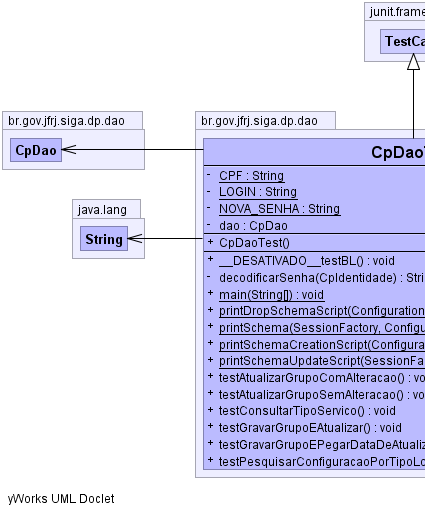 junit.frame
TestCa
br.gov.jfrj.siga.dp.dao
CpDao
java.lang
String
br.gov.jfrj.siga.dp.dao
CpDaoT
- CPF : String
- LOGIN : String
- NOVA_SENHA : String
- dao : CpDao
+ CpDaoTest()
+ __DESATIVADO__testBL() : void
- decodificarSenha(CpIdentidade) : Stri
+ main(String[]) : void
+ printDropSchemaScript(Configuration
+ printSchema(SessionFactory, Configu
+ printSchemaCreationScript(Configura
+ printSchemaUpdateScript(SessionFac
+ testAtualizarGrupoComAlteracao() : vo
+ testAtualizarGrupoSemAlteracao() : vo
+ testConsultarTipoServico() : void
+ testGravarGrupoEAtualizar() : void
+ testGravarGrupoEPegarDataDeAtualiz
+ testPesquisarConfiguracaoPorTipoLo
yWorks UML Doclet